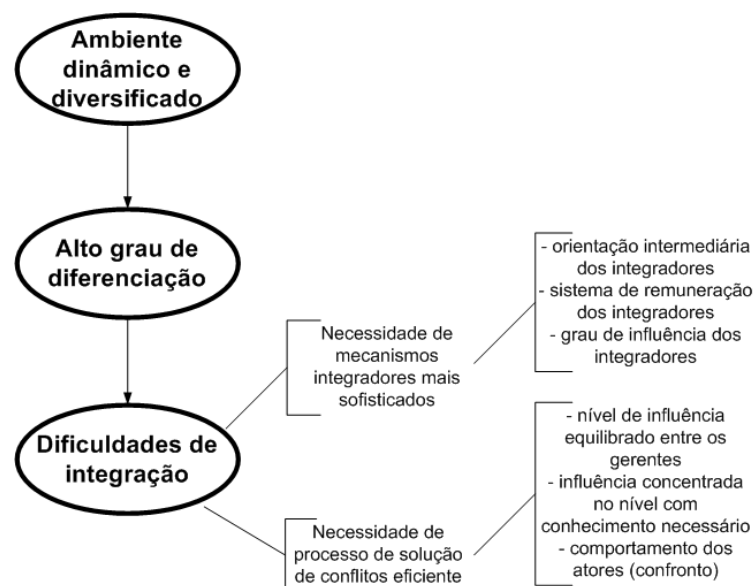 Ambiente
dinâmico e
diversificado
Alto grau de
diferenciação
Dificuldades de
integração
Necessidade de
mecanismos
integradores mais
sofisticados
- orientação intermediária
dos integradores
- sistema de remuneração
dos integradores
- grau de influência dos
integradores
Necessidade de
processo de solução
de conflitos eficiente
- nível de influência
equilibrado entre os
gerentes
- influência concentrada
no nível com
conhecimento necessário
- comportamento dos
atores (confronto)